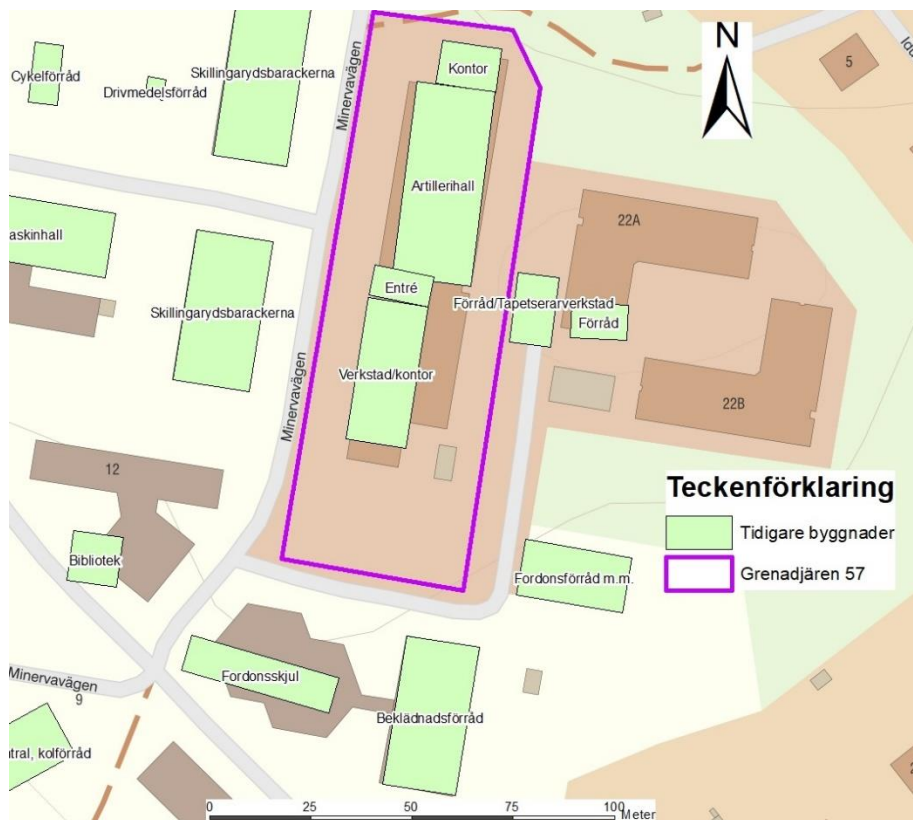 Cykelförråd
Drivmedelsförråd
Skillingarydsbarackerna
Minervavägen
Kontor
N
5
askinhall
Artillerihall
22A
Skillingarydsbarackerna
Entré
Förråd/Tapetserarverkstad
Förråd
Verkstad/kontor
Minervavägen
22B
12
Teckenförklaring
Tidigare byggnader
Grenadjären 57
Bibliotek
Fordonsförråd m.m.
Minervavägen
9
Fordonsskjul
Beklädnadsförråd
ntral, kolförråd
0 25 50 75 100
Meter